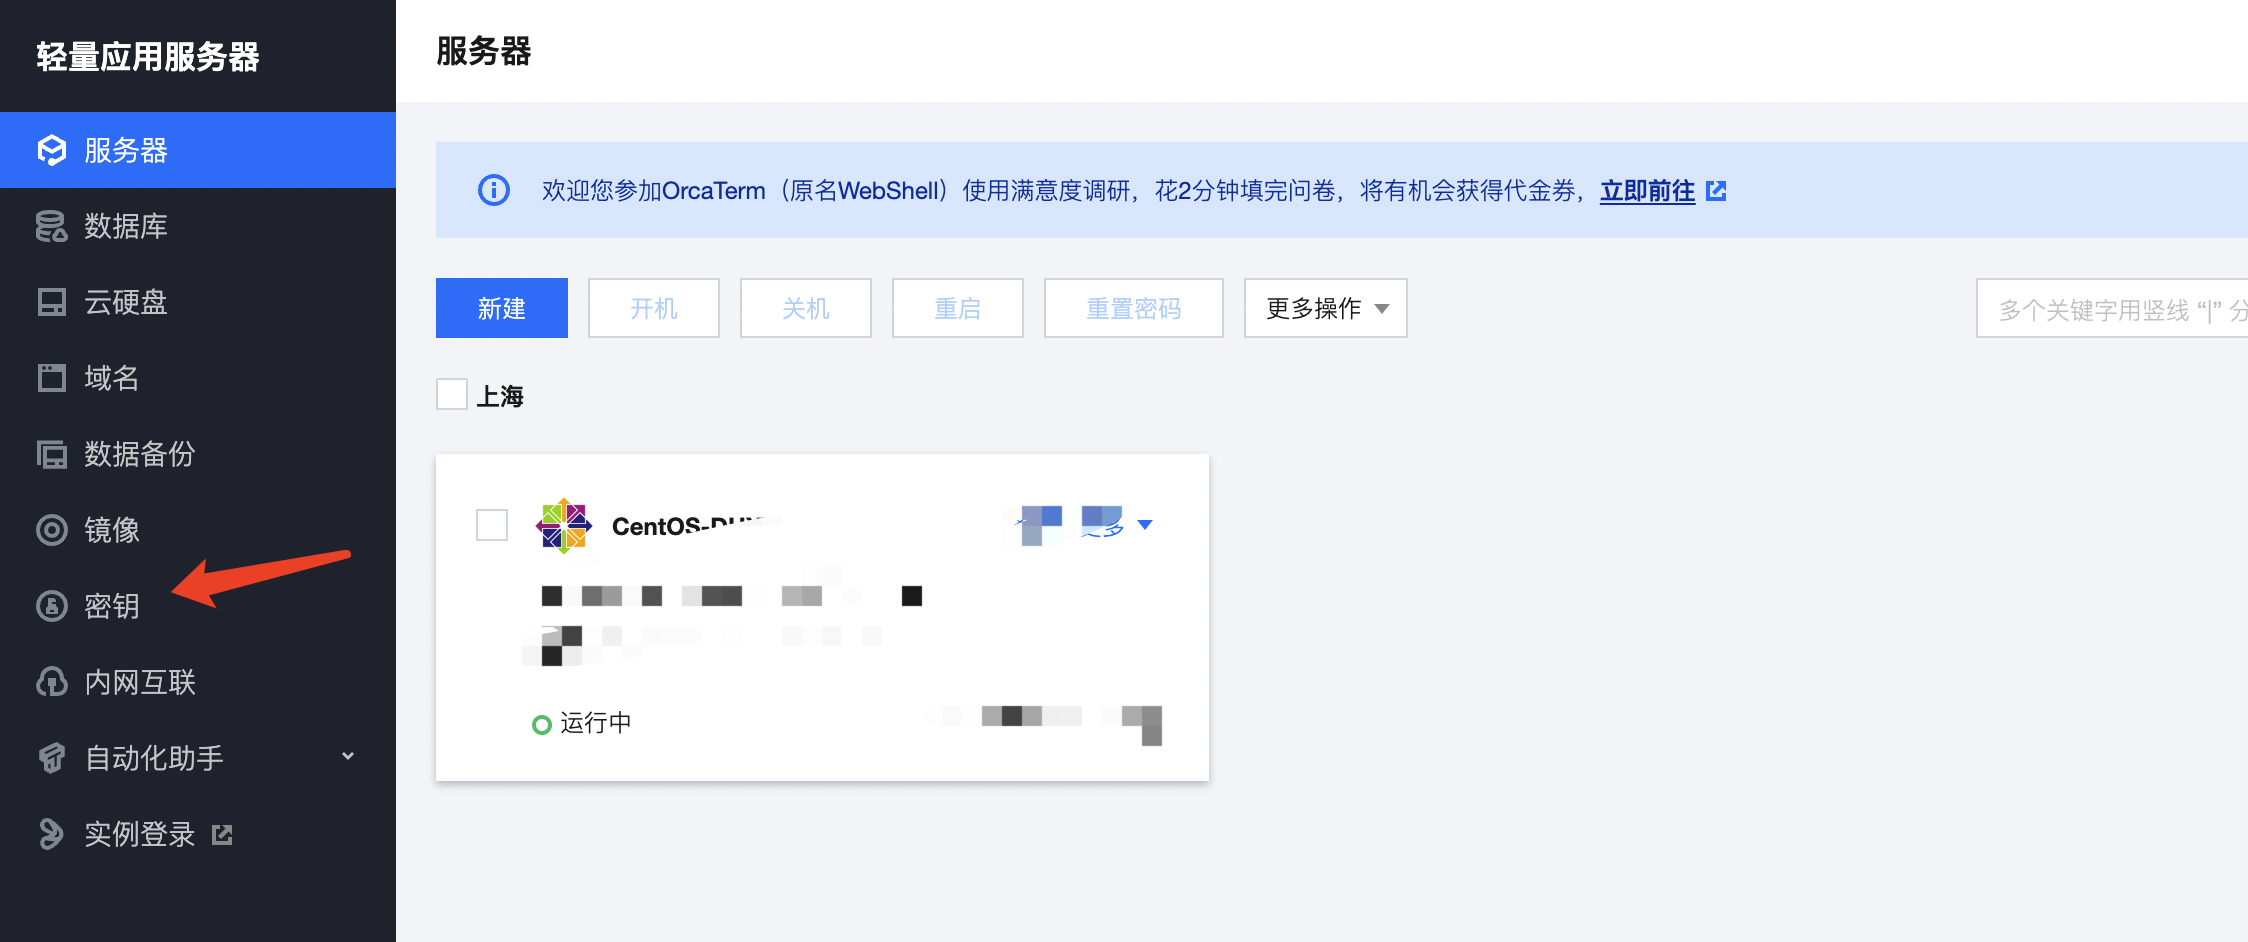 轻量应用服务器
服务器
数据库
云硬盘
域名
数据备份
镜像
密钥
内网互联
自动化助手
实例登录
服务器
欢迎您参加OrcaTerm（原名WebShell）使用满意度调研，花2分钟填完问卷，将有机会获得代金券，立即前往
新建 开机 关机 重启 重置密码 更多操作
多个关键字用竖线 “|” 分
上海
运行中